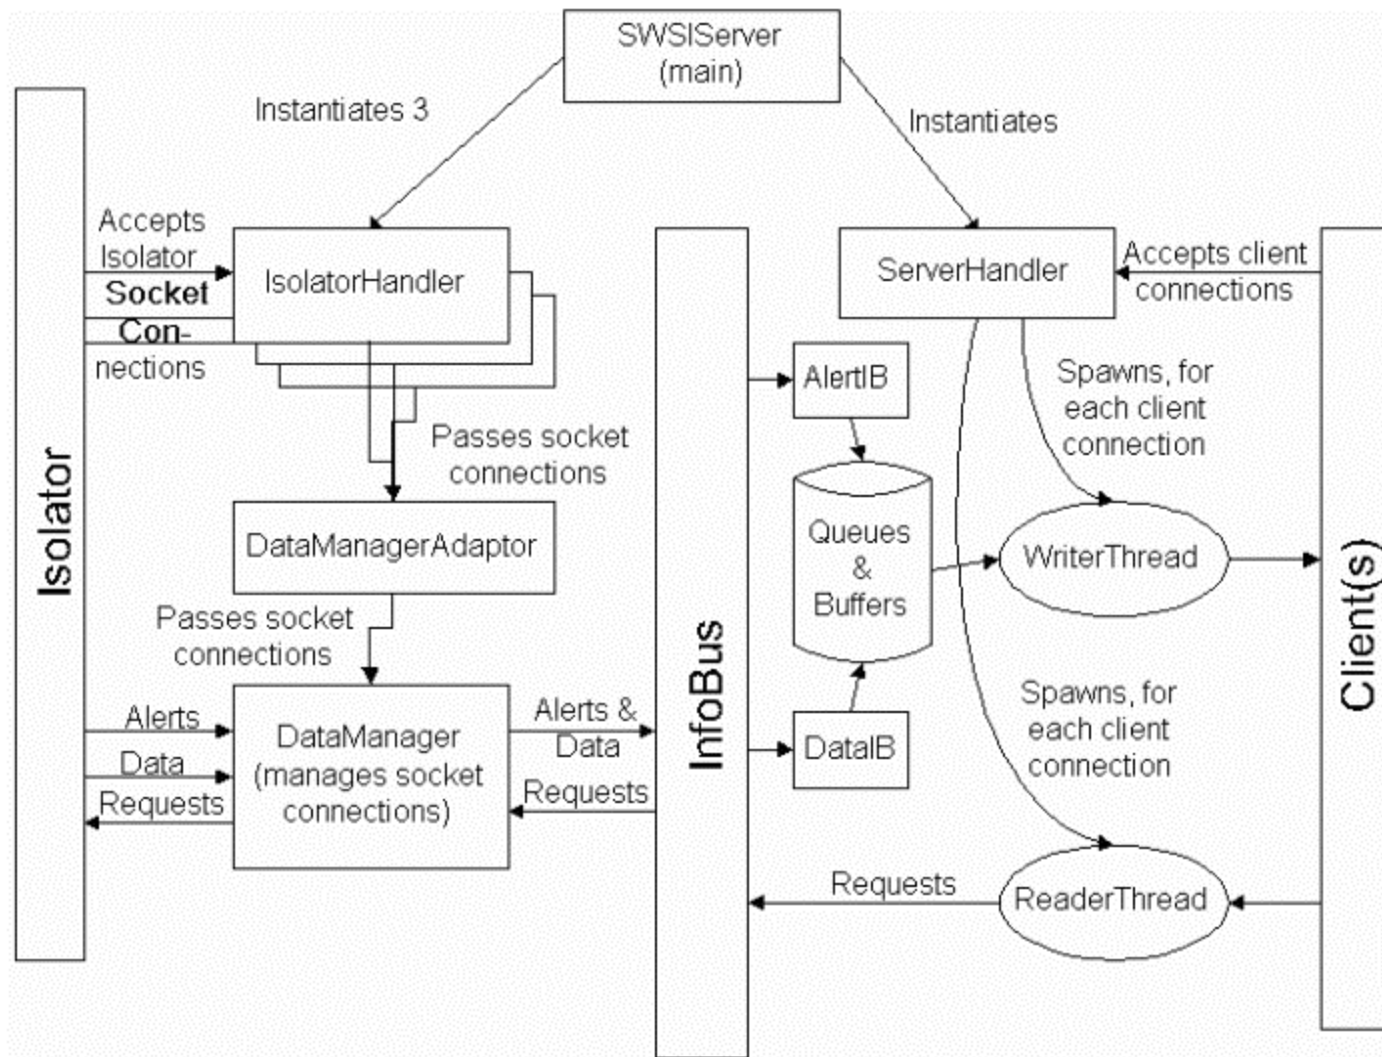 SWSIServer
(main)
Instantiates 3
Instantiates
Isolator
Accepts
Isolator
Socket
Con-
nections
IsolatorHandler
Passes socket
connections
DataManagerAdaptor
Passes socket
connections
Alerts
Data
Requests
DataManager
(manages socket
connections)
Alerts &
Data
Requests
InfoBus
ServerHandler
Accepts client
connections
AlertIB
Queues
&
Buffers
DataIB
Spawns, for
each client
connection
WriterThread
Spawns, for
each client
connection
Requests
ReaderThread
Client(s)